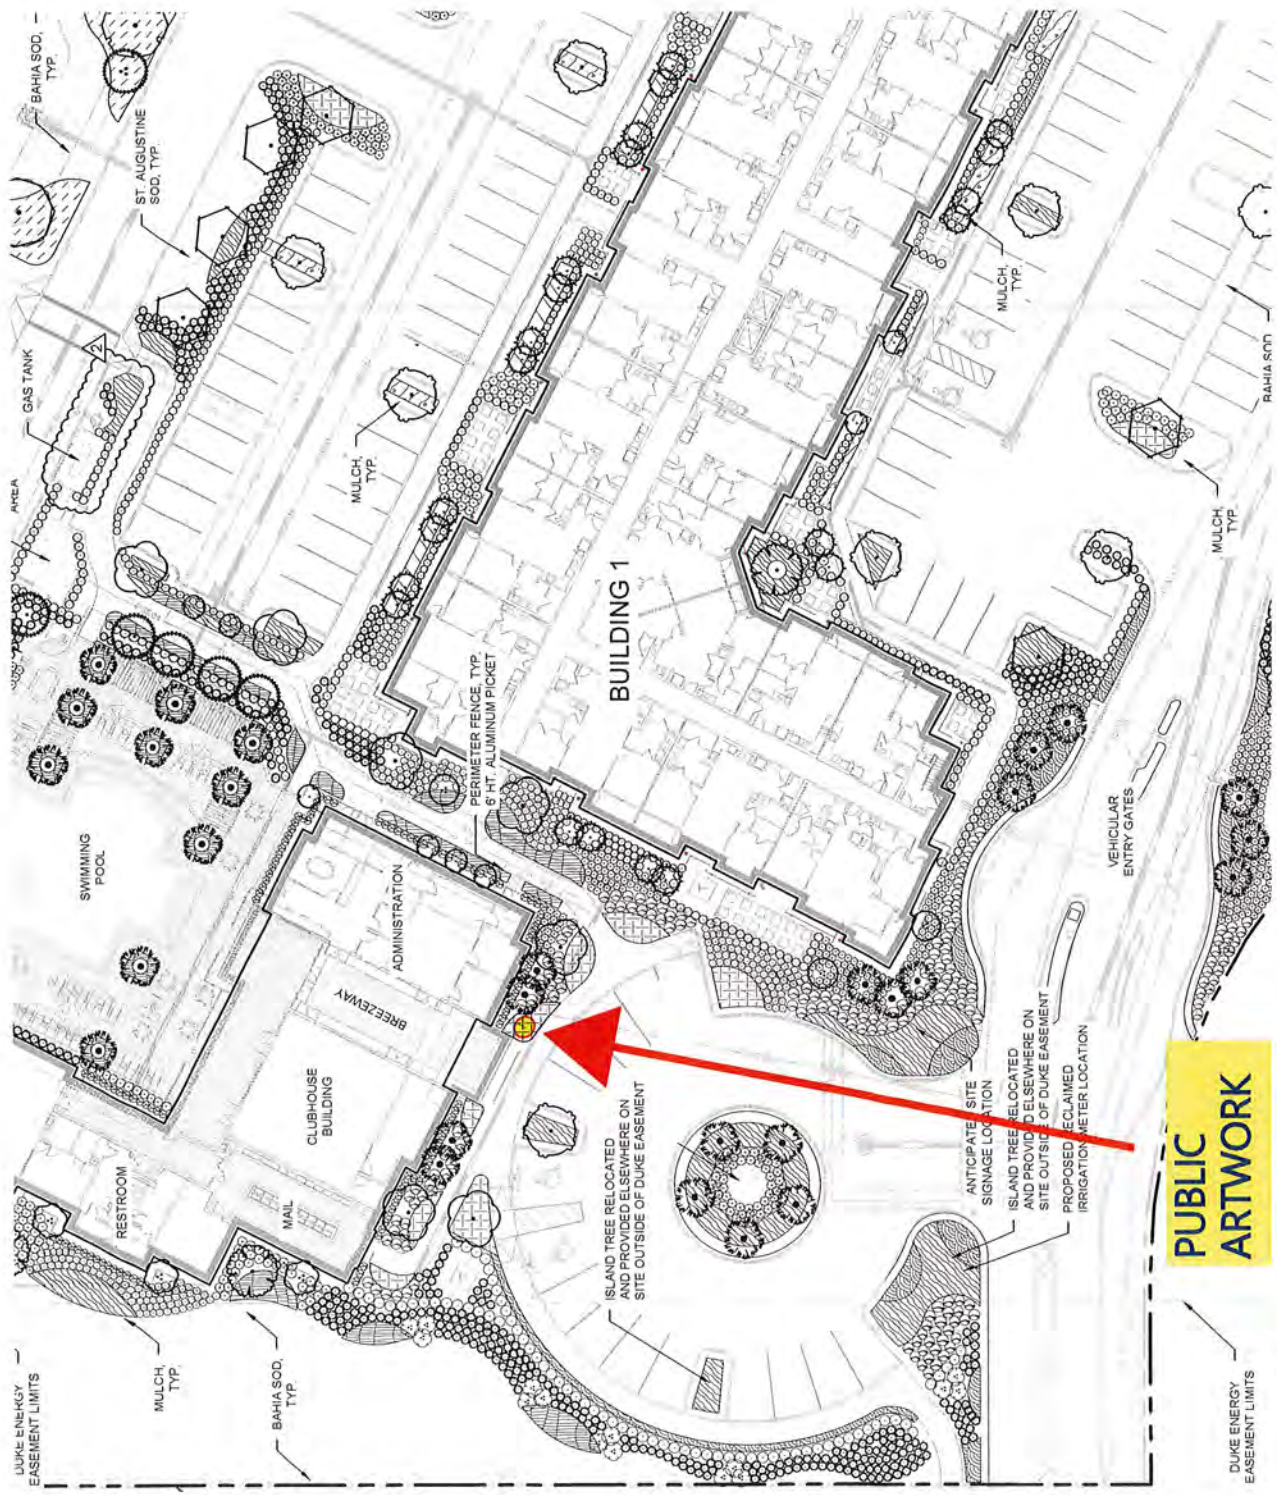 BAHIA SOD,
TYP.
ST. AUGUSTINE
SOD, TYP.
GAS TANK
2
AREA
MULCH,
TYP.
MULCH,
TYP.
BAHIA SOD
MULCH,
TYP.
BUILDING 1
PERIMETER FENCE, TYP.
6' HT. ALUMINUM PICKET
SWIMMING
POOL
ADMINISTRATION
BREEZEWAY
CLUBHOUSE
BUILDING
RESTROOM
MAIL
VEHICULAR
ENTRY GATES
ISLAND TREE RELOCATED
AND PROVIDED ELSEWHERE ON
SITE OUTSIDE OF DUKE EASEMENT
ANTICIPATED SITE
SIGNAGE LOCATION
ISLAND TREE RELOCATED
AND PROVIDED ELSEWHERE ON
SITE OUTSIDE OF DUKE EASEMENT
PROPOSED RECLAIMED
IRRIGATION METER LOCATION
PUBLIC
ARTWORK
DUKE ENERGY
EASEMENT LIMITS
MULCH,
TYP.
BAHIA SOD,
TYP.
DUKE ENERGY
EASEMENT LIMITS